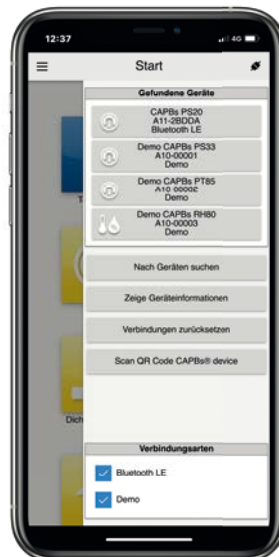 12:37
4G
Start
Gefundene Geräte
CAPBs PS20
A11-2BDDA
Bluetooth LE
Demo CAPBs PS33
A10-00001
Demo
Demo CAPBs PT85
A10-00002
Demo
Demo CAPBs RH80
A10-00003
Demo
Nach Geräten suchen
Zeige Geräteinformationen
Verbindungen zurücksetzen
Scan QR Code CAPBs® device
Dich
Verbindungsarten
Bluetooth LE
Demo